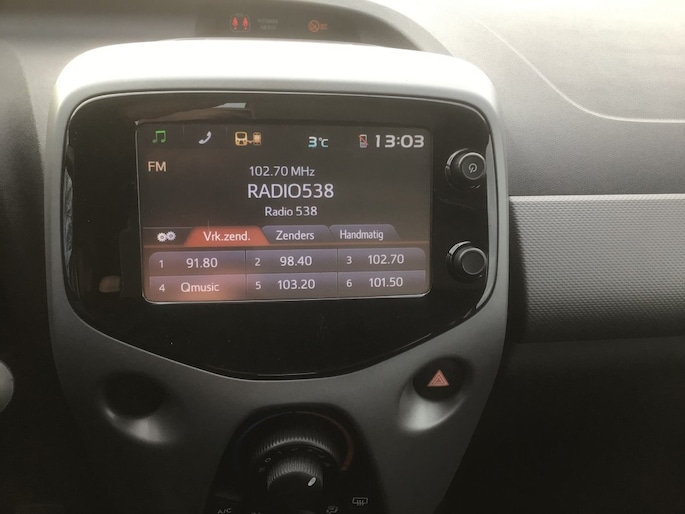 3°C 13:03
FM
102.70 MHz
RADIO538
Radio 538
Vrk.zend. Zenders Handmatig
1 91.80 2 98.40 3 102.70
4 Qmusic 5 103.20 6 101.50
A/C